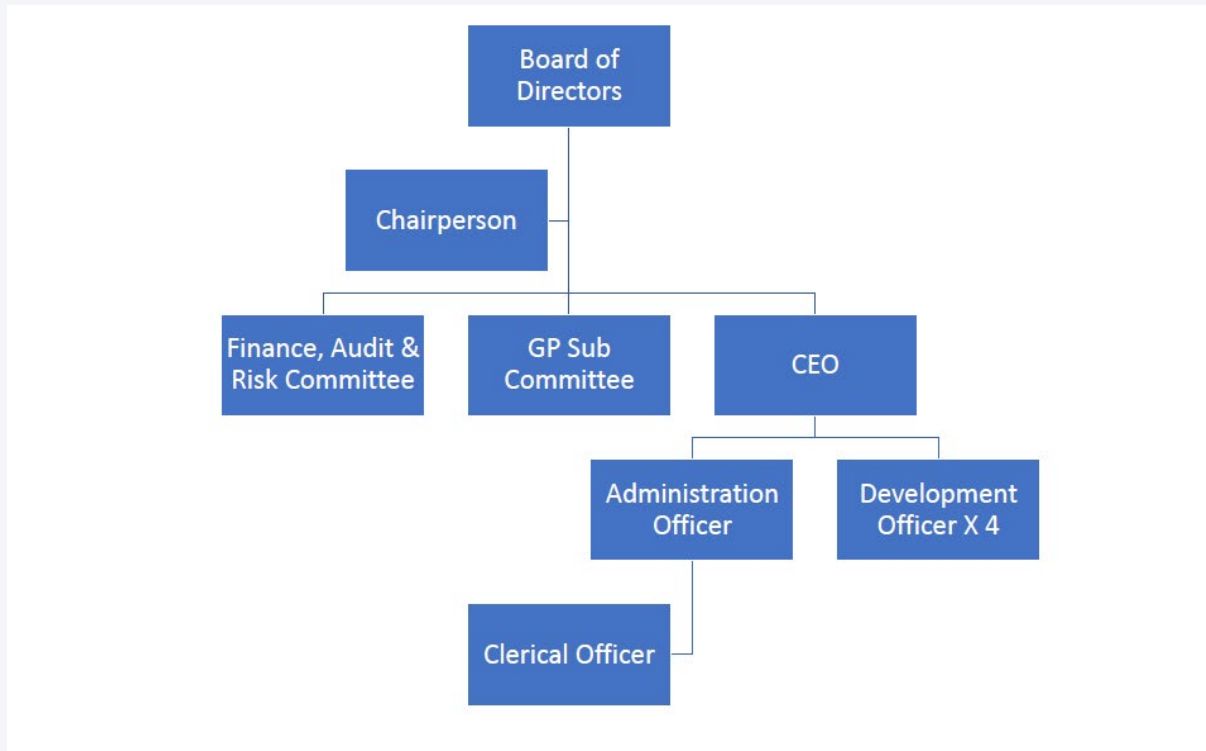 Board of
Directors
Chairperson
Finance, Audit &
Risk Committee
GP Sub
Committee
CEO
Administration
Officer
Development
Officer X 4
Clerical Officer